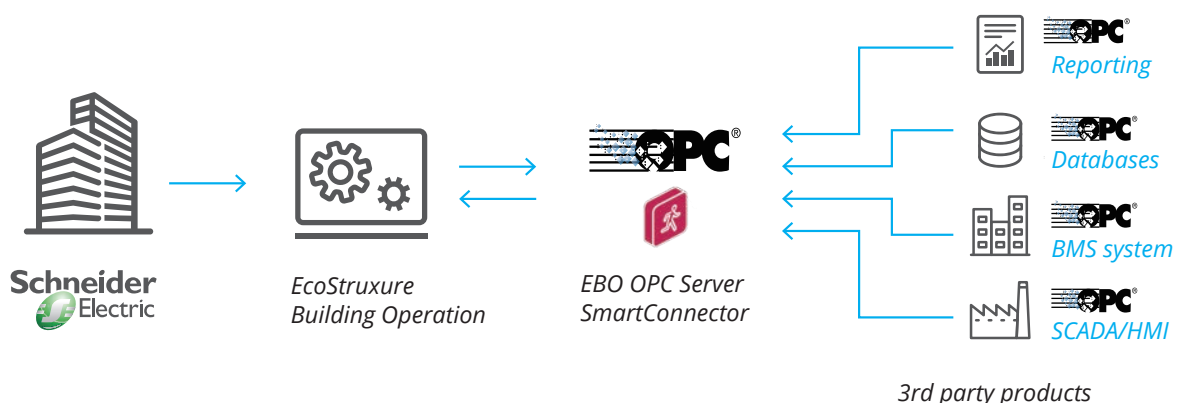 Schneider
Electric
EcoStruxure
Building Operation
OPC®
EBO OPC Server
SmartConnector
OPC®
Reporting
OPC®
Databases
OPC®
BMS system
OPC®
SCADA/HMI
3rd party products